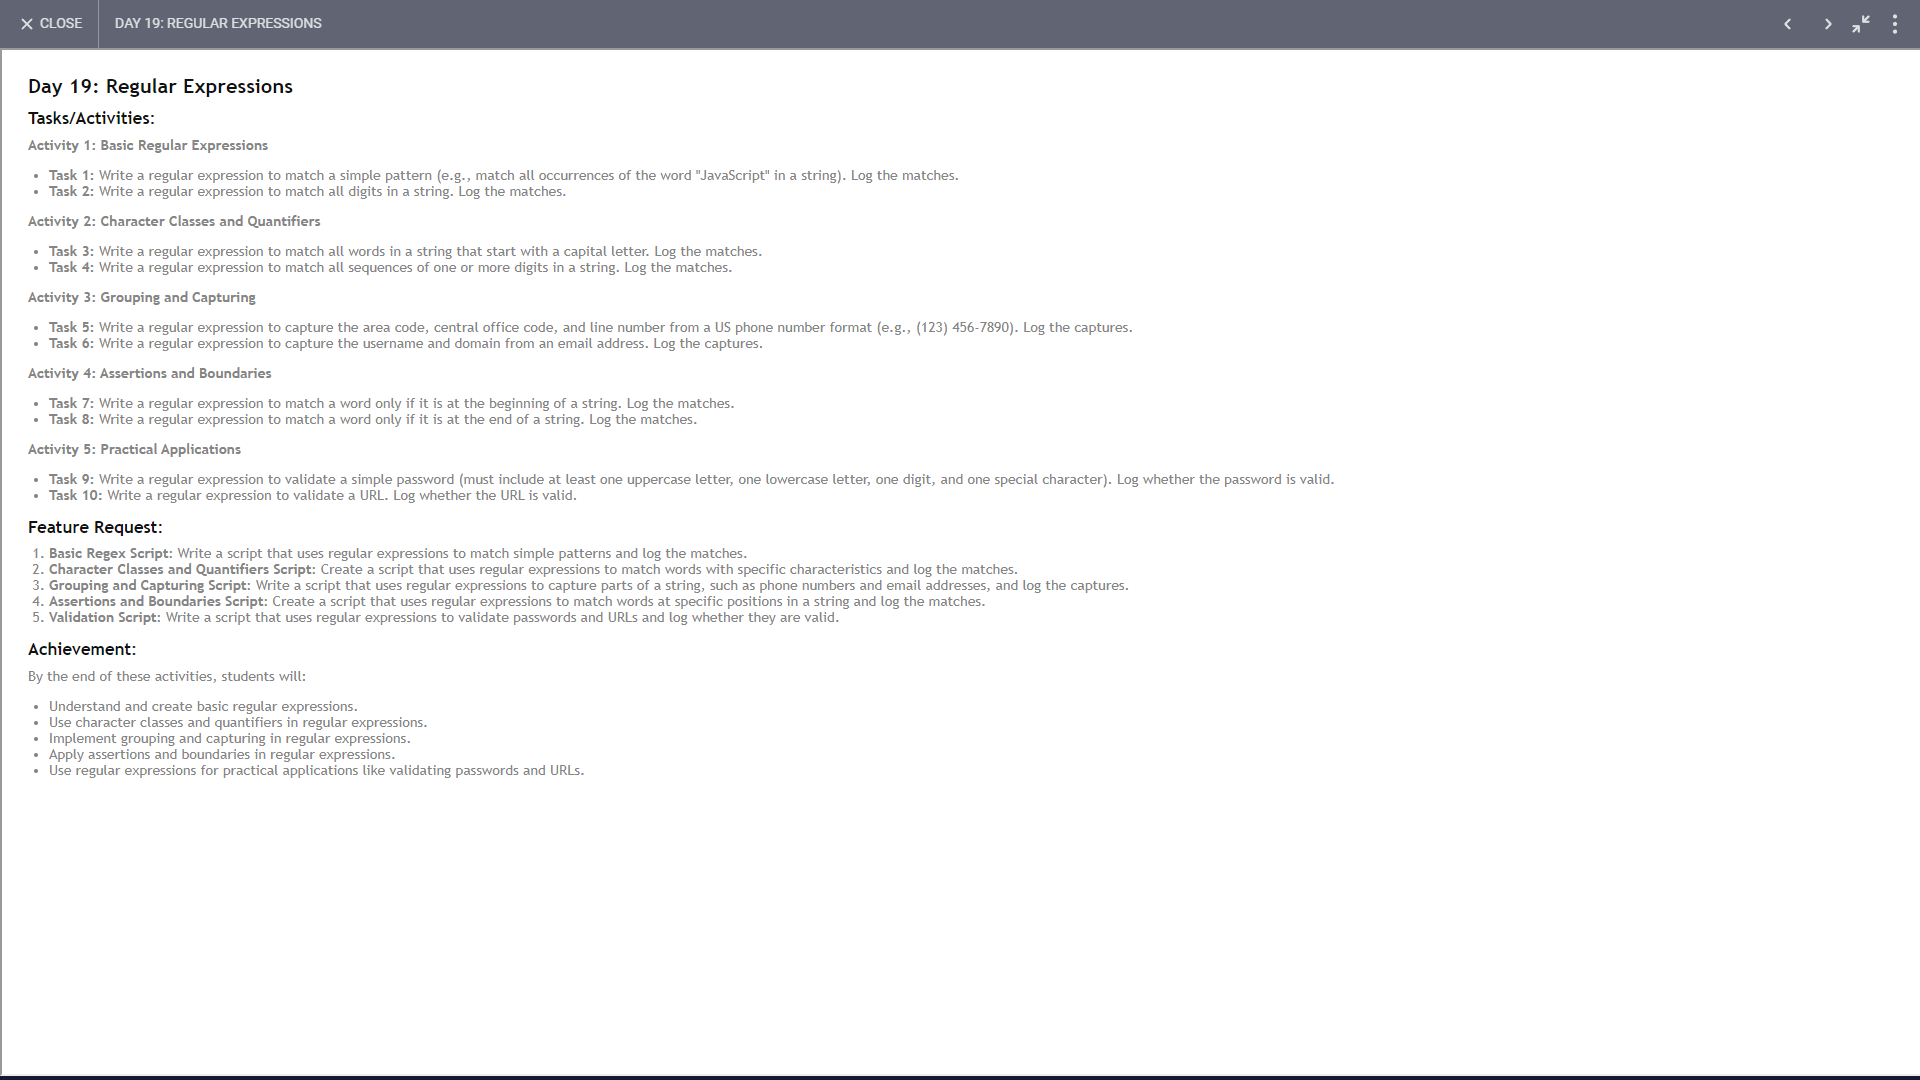 CLOSE
DAY 19: REGULAR EXPRESSIONS
Day 19: Regular Expressions
Tasks/Activities:
Activity 1: Basic Regular Expressions
• Task 1: Write a regular expression to match a simple pattern (e.g., match all occurrences of the word "JavaScript" in a string). Log the matches.
• Task 2: Write a regular expression to match all digits in a string. Log the matches.
Activity 2: Character Classes and Quantifiers
• Task 3: Write a regular expression to match all words in a string that start with a capital letter. Log the matches.
• Task 4: Write a regular expression to match all sequences of one or more digits in a string. Log the matches.
Activity 3: Grouping and Capturing
• Task 5: Write a regular expression to capture the area code, central office code, and line number from a US phone number format (e.g., (123) 456-7890). Log the captures.
• Task 6: Write a regular expression to capture the username and domain from an email address. Log the captures.
Activity 4: Assertions and Boundaries
• Task 7: Write a regular expression to match a word only if it is at the beginning of a string. Log the matches.
• Task 8: Write a regular expression to match a word only if it is at the end of a string. Log the matches.
Activity 5: Practical Applications
• Task 9: Write a regular expression to validate a simple password (must include at least one uppercase letter, one lowercase letter, one digit, and one special character). Log whether the password is valid.
• Task 10: Write a regular expression to validate a URL. Log whether the URL is valid.
Feature Request:
1. Basic Regex Script: Write a script that uses regular expressions to match simple patterns and log the matches.
2. Character Classes and Quantifiers Script: Create a script that uses regular expressions to match words with specific characteristics and log the matches.
3. Grouping and Capturing Script: Write a script that uses regular expressions to capture parts of a string, such as phone numbers and email addresses, and log the captures.
4. Assertions and Boundaries Script: Create a script that uses regular expressions to match words at specific positions in a string and log the matches.
5. Validation Script: Write a script that uses regular expressions to validate passwords and URLs and log whether they are valid.
Achievement:
By the end of these activities, students will:
• Understand and create basic regular expressions.
• Use character classes and quantifiers in regular expressions.
• Implement grouping and capturing in regular expressions.
• Apply assertions and boundaries in regular expressions.
• Use regular expressions for practical applications like validating passwords and URLs.